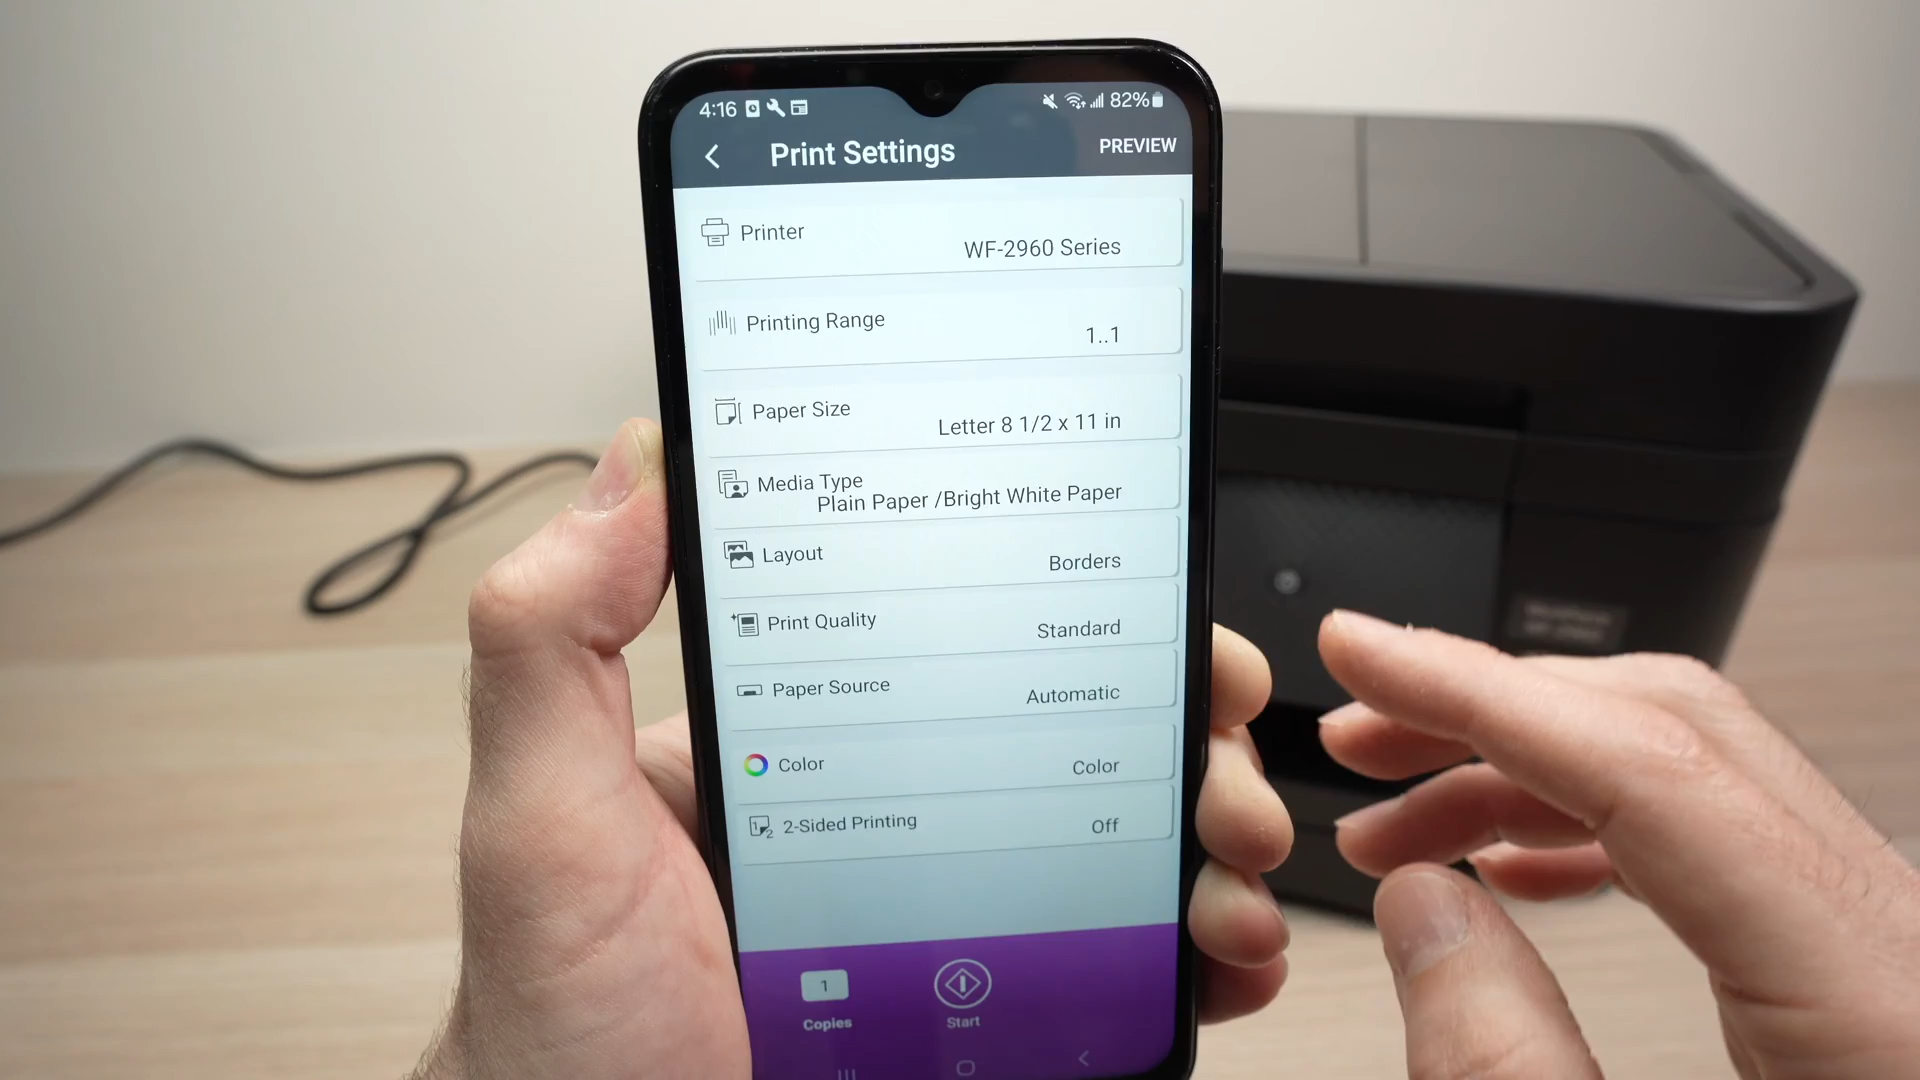 4:16 82%
Print Settings PREVIEW
Printer
WF-2960 Series
Printing Range
1..1
Paper Size
Letter 8 1/2 x 11 in
Media Type
Plain Paper /Bright White Paper
Layout
Borders
Print Quality
Standard
Paper Source
Automatic
Color
Color
2-Sided Printing
Off
1
Copies Start